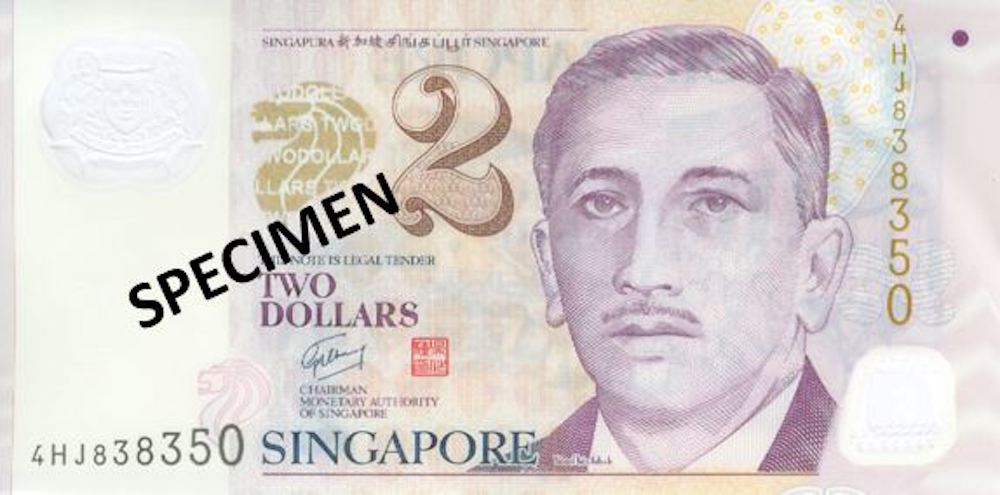 SINGAPURA 新加坡 சிங்கப்பூர் SINGAPORE
4HJ838350
2
SPECIMEN
NOTE IS LEGAL TENDER
TWO
DOLLARS
CHAIRMAN
MONETARY AUTHORITY
OF SINGAPORE
4HJ838350
SINGAPORE